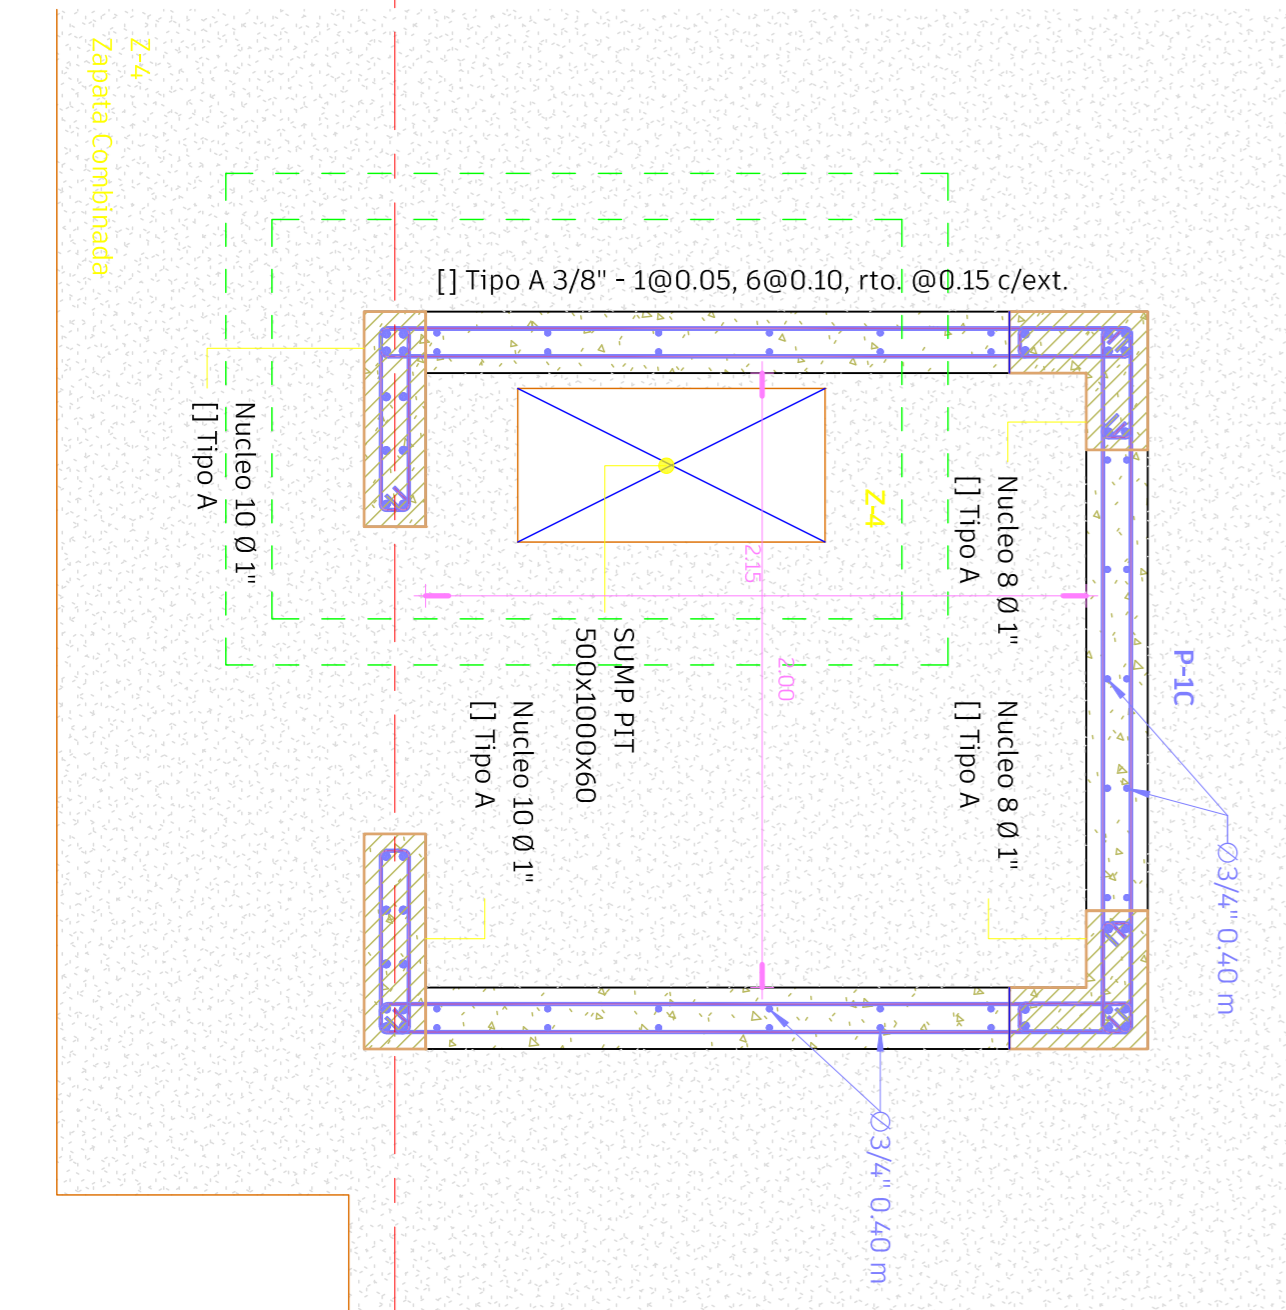 Z-4
Zapata Combinada
[] Tipo A 3/8" - 1@0.05, 6@0.10, rto. @0.15 c/ext.
Nucleo 10 Ø 1"
[] Tipo A
Z-4
Nucleo 8 Ø 1"
[] Tipo A
2.15
SUMP PIT
500x1000x60
2.00
P-1C
Nucleo 10 Ø 1"
[] Tipo A
Nucleo 8 Ø 1"
[] Tipo A
Ø3/4" 0.40 m
Ø3/4" 0.40 m